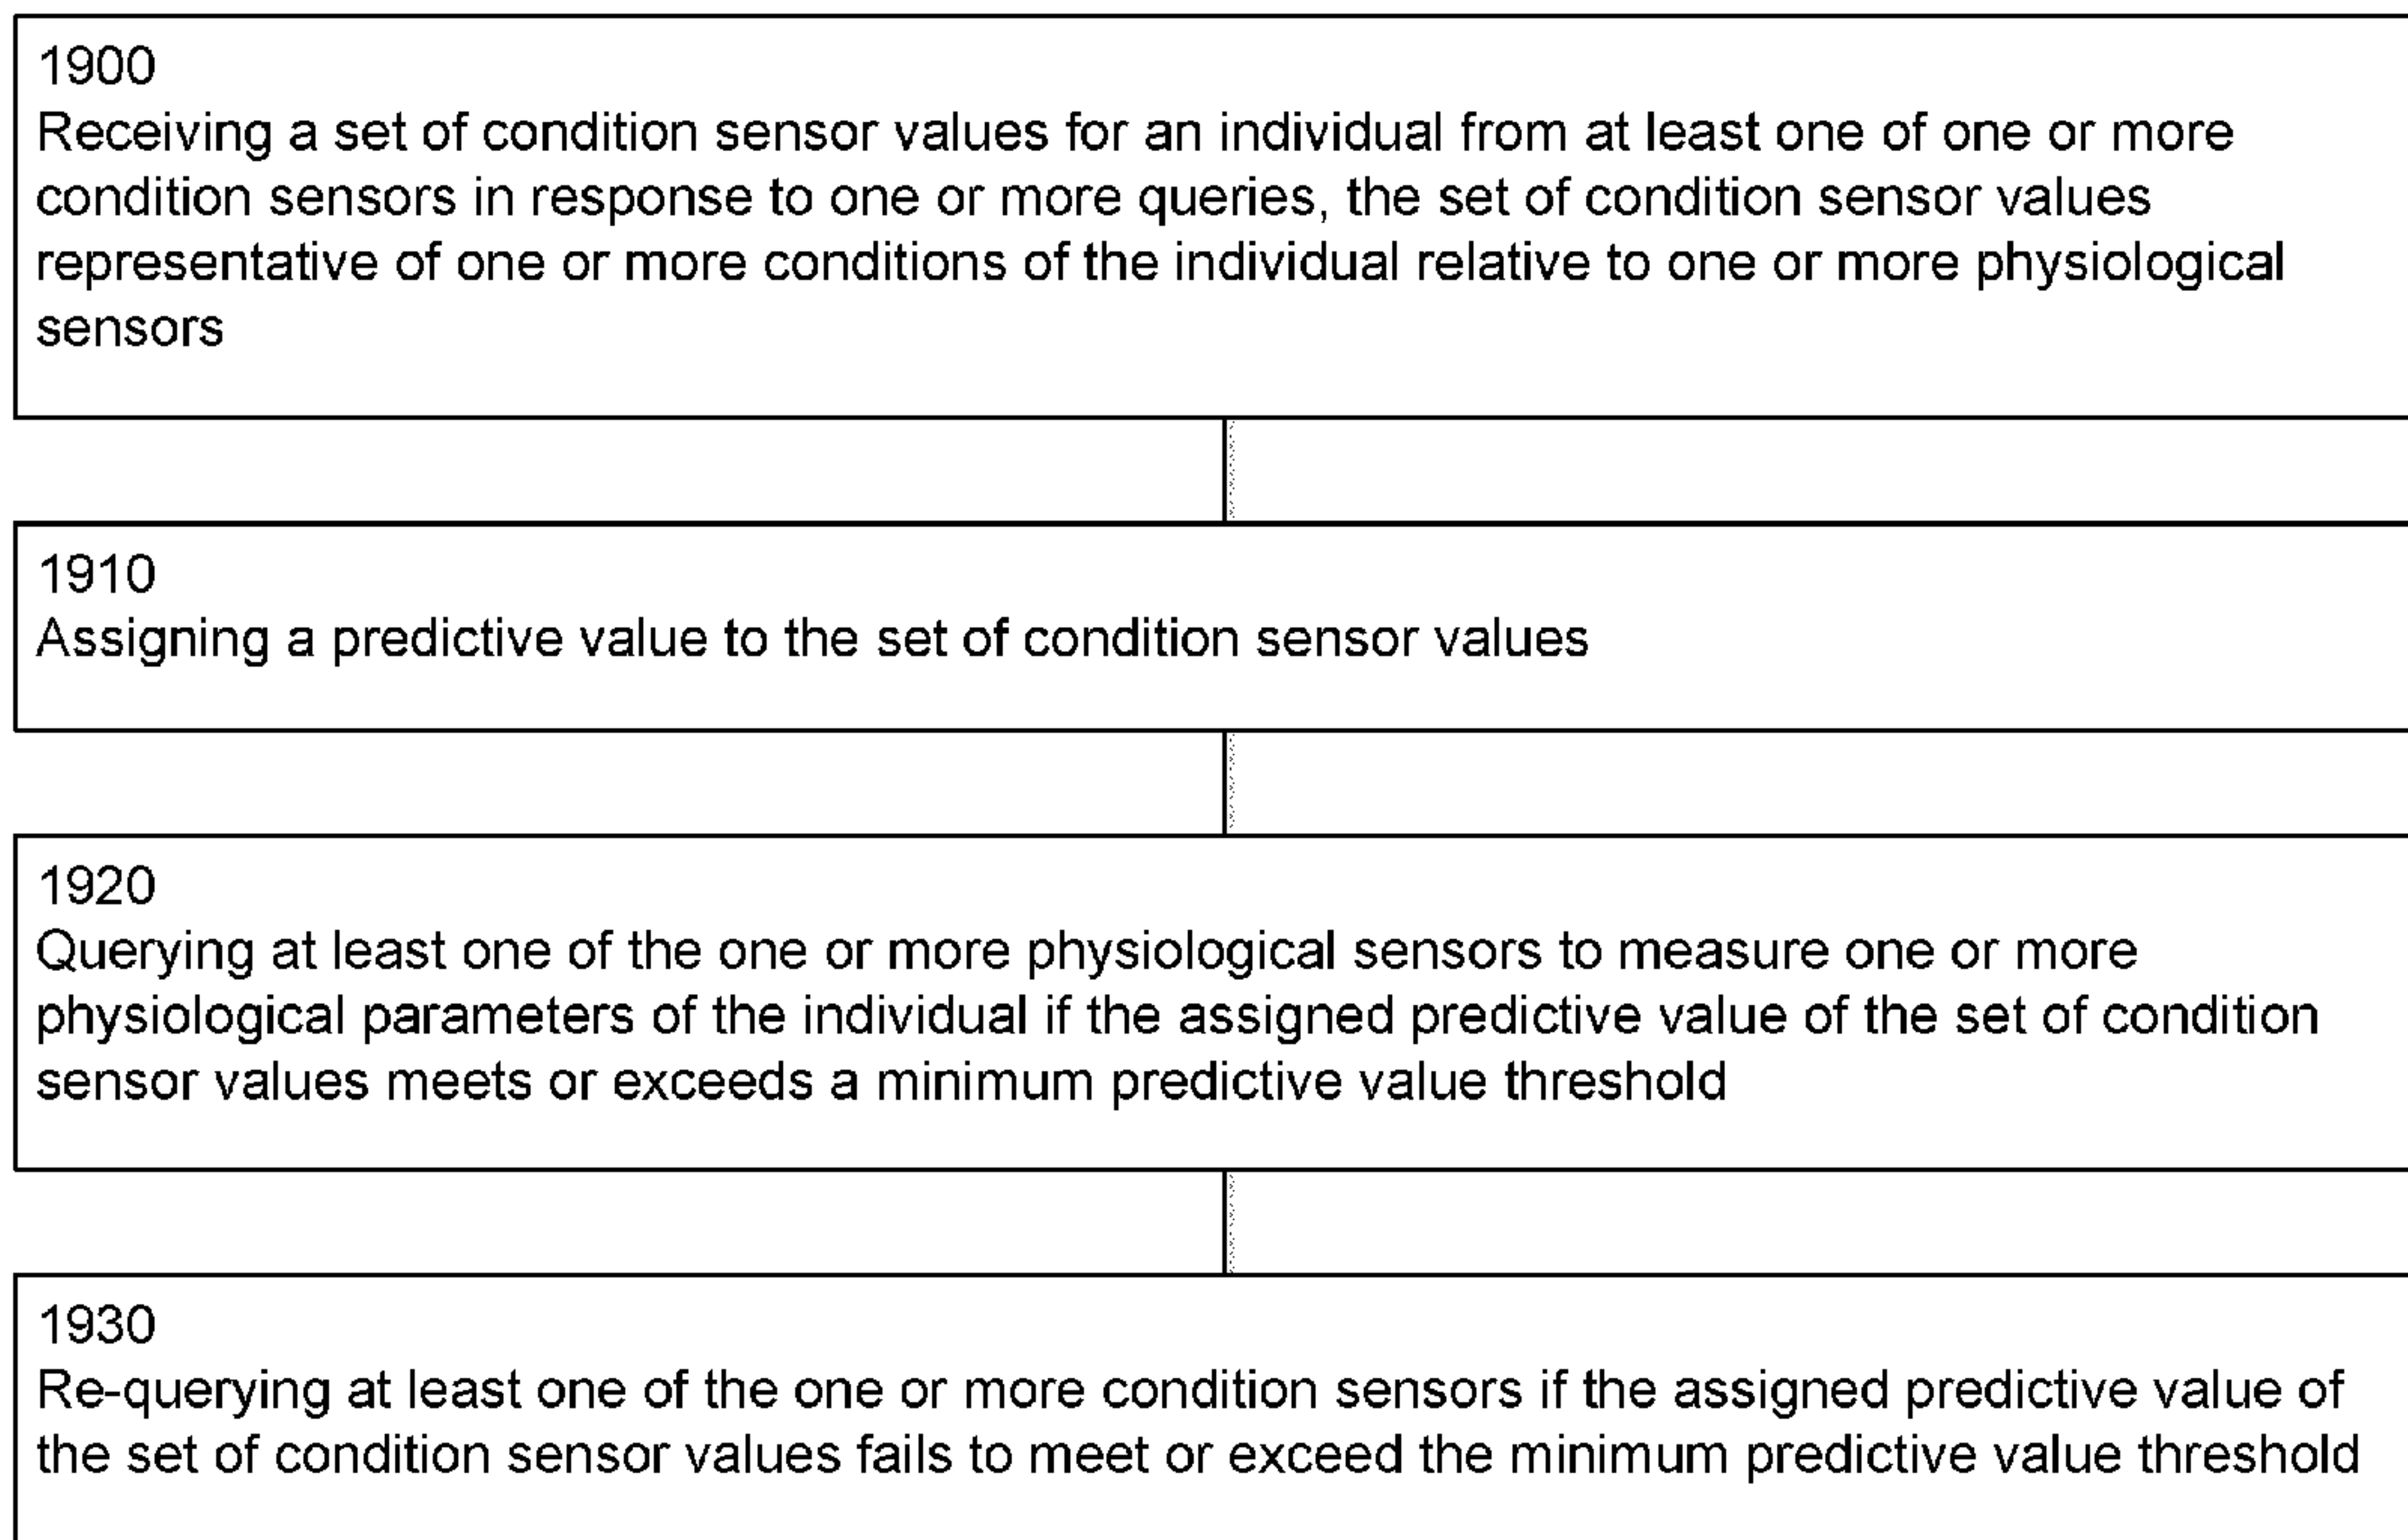 1900
Receiving a set of condition sensor values for an individual from at least one of one or more
condition sensors in response to one or more queries, the set of condition sensor values
representative of one or more conditions of the individual relative to one or more physiological
sensors
1910
Assigning a predictive value to the set of condition sensor values
1920
Querying at least one of the one or more physiological sensors to measure one or more
physiological parameters of the individual if the assigned predictive value of the set of condition
sensor values meets or exceeds a minimum predictive value threshold
1930
Re-querying at least one of the one or more condition sensors if the assigned predictive value of
the set of condition sensor values fails to meet or exceed the minimum predictive value threshold